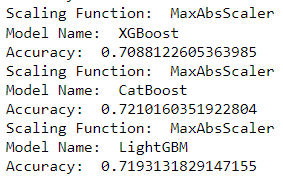 Scaling Function:  MaxAbsScaler
Model Name:  XGBoost
Accuracy:  0.7088122605363985
Scaling Function:  MaxAbsScaler
Model Name:  CatBoost
Accuracy:  0.7210160351922804
Scaling Function:  MaxAbsScaler
Model Name:  LightGBM
Accuracy:  0.7193131829147155